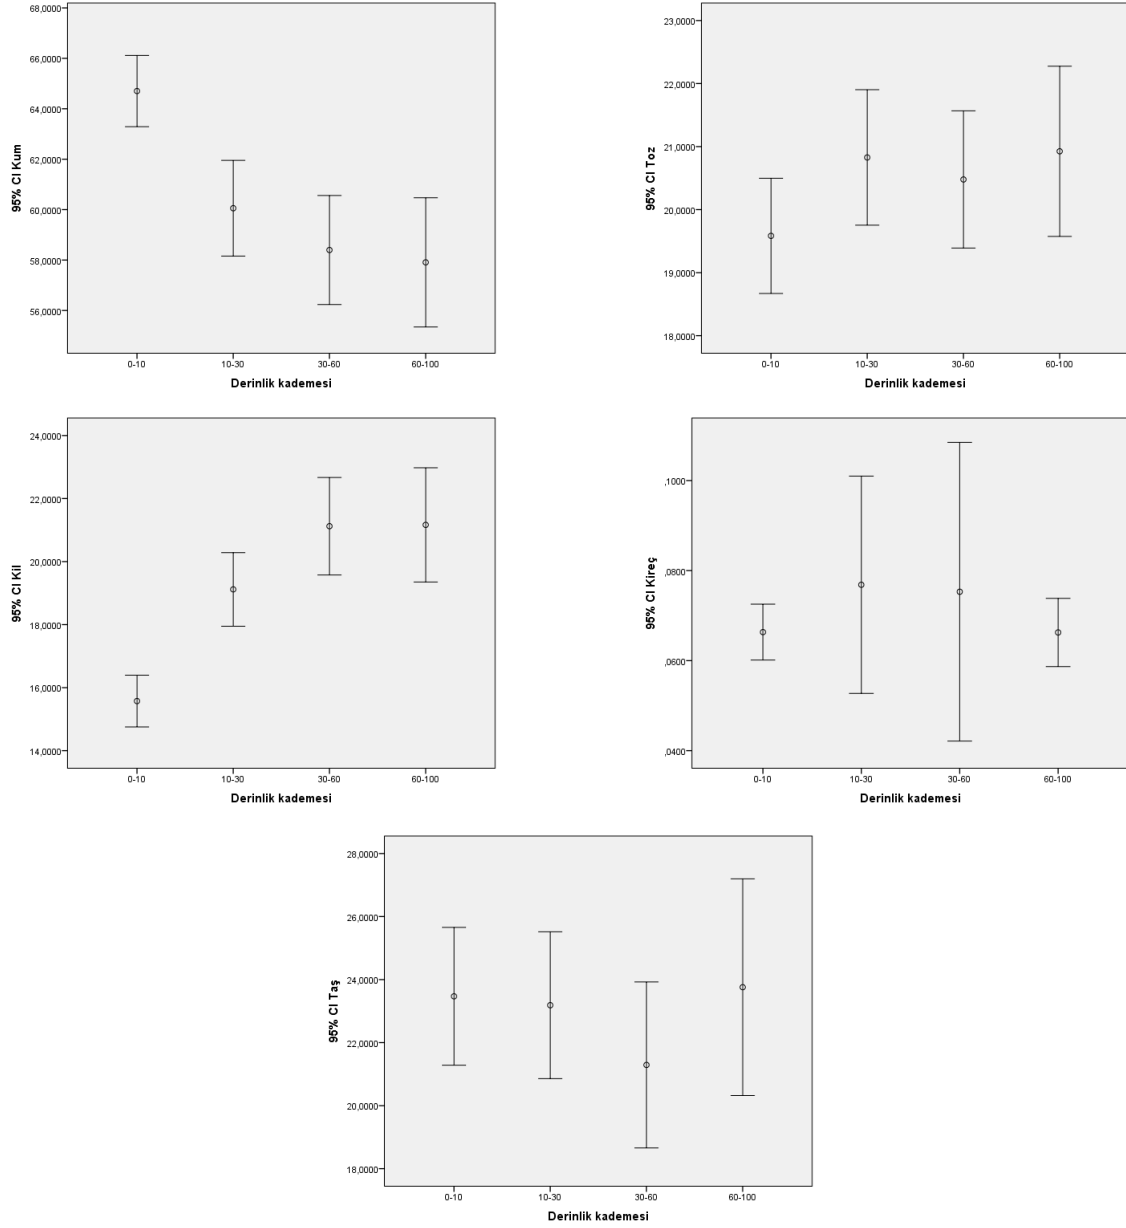 95% CI Kum
68,0000
66,0000
64,0000
62,0000
60,0000
58,0000
56,0000
0-10 10-30 30-60 60-100
Derinlik kademesi
95% CI Toz
23,0000
22,0000
21,0000
20,0000
19,0000
18,0000
0-10 10-30 30-60 60-100
Derinlik kademesi
95% CI Kil
24,0000
22,0000
20,0000
18,0000
16,0000
14,0000
0-10 10-30 30-60 60-100
Derinlik kademesi
95% CI Kireç
,1000
,0800
,0600
,0400
0-10 10-30 30-60 60-100
Derinlik kademesi
95% CI Taş
28,0000
26,0000
24,0000
22,0000
20,0000
18,0000
0-10 10-30 30-60 60-100
Derinlik kademesi